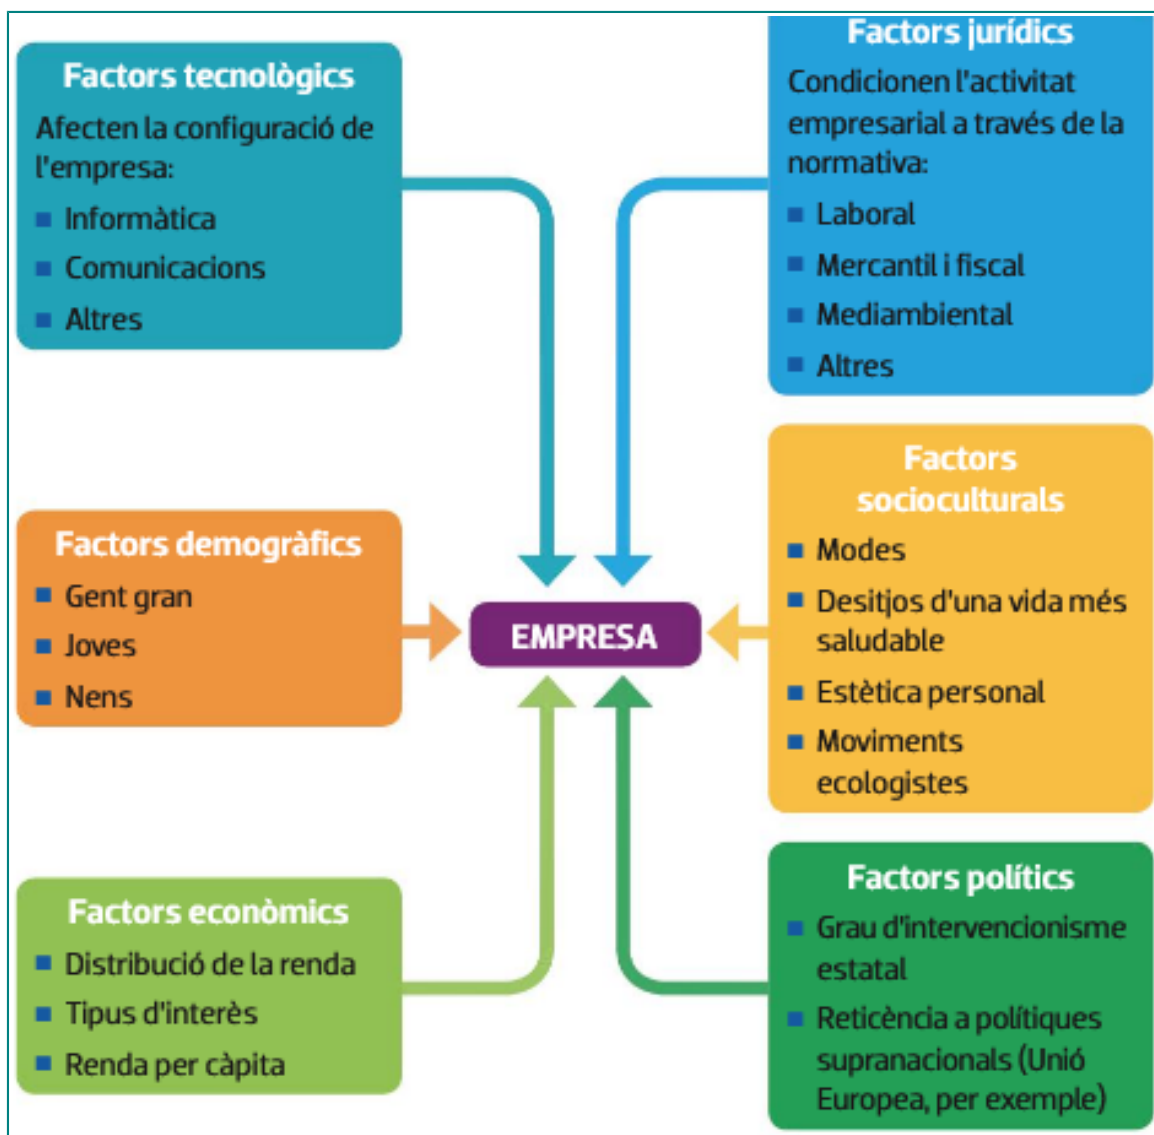 Factors tecnològics
Afecten la configuració de
l'empresa:
Informàtica
Comunicacions
Altres
Factors jurídics
Condicionen l'activitat
empresarial a través de la
normativa:
Laboral
Mercantil i fiscal
Mediambiental
Altres
Factors demogràfics
Gent gran
Joves
Nens
EMPRESA
Factors
socioculturals
Modes
Desitjos d'una vida més
saludable
Estètica personal
Moviments
ecologistes
Factors econòmics
Distribució de la renda
Tipus d'interès
Renda per càpita
Factors polítics
Grau d'intervencionisme
estatal
Reticència a polítiques
supranacionals (Unió
Europea, per exemple)